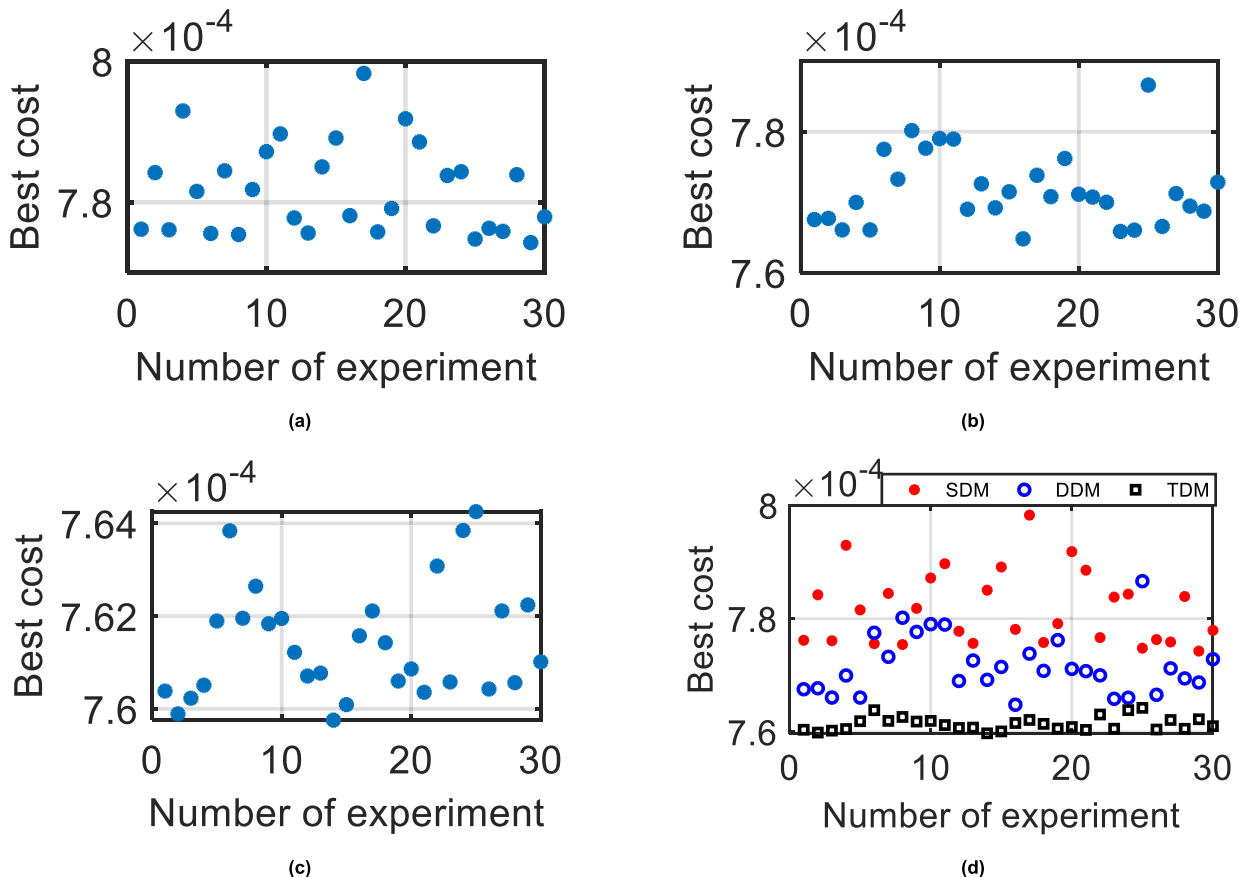 ×10-4
8
7.8
Best cost
0 10 20 30
Number of experiment
(a)
×10-4
7.8
7.6
Best cost
0 10 20 30
Number of experiment
(b)
×10-4
7.64
7.62
7.6
Best cost
0 10 20 30
Number of experiment
(c)
×10-4
SDM DDM TDM
8
7.8
7.6
Best cost
0 10 20 30
Number of experiment
(d)